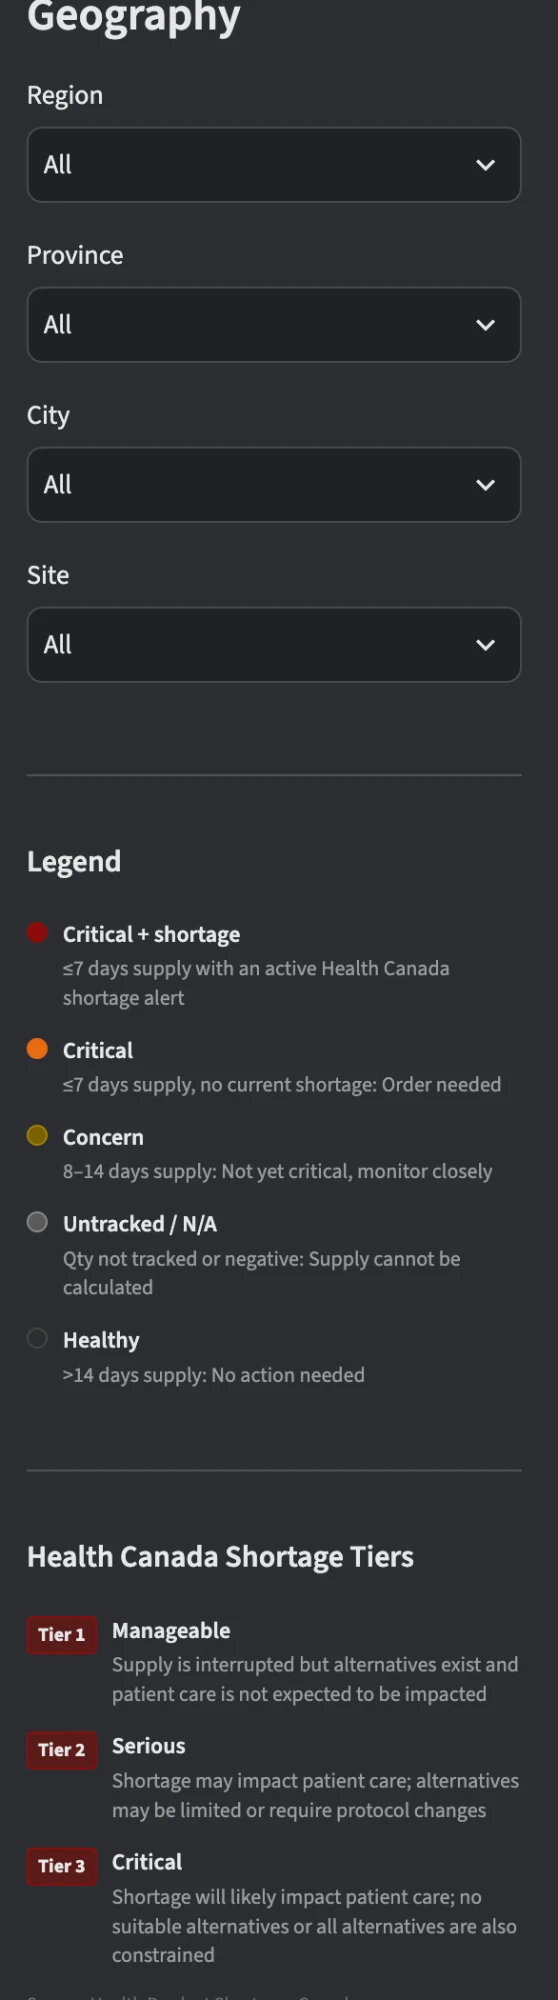 Geography
Region
All
Province
All
City
All
Site
All
Legend
Critical + shortage
≤7 days supply with an active Health Canada
shortage alert
Critical
≤7 days supply, no current shortage: Order needed
Concern
8–14 days supply: Not yet critical, monitor closely
Untracked / N/A
Qty not tracked or negative: Supply cannot be
calculated
Healthy
>14 days supply: No action needed
Health Canada Shortage Tiers
Tier 1
Manageable
Supply is interrupted but alternatives exist and
patient care is not expected to be impacted
Tier 2
Serious
Shortage may impact patient care; alternatives
may be limited or require protocol changes
Tier 3
Critical
Shortage will likely impact patient care; no
suitable alternatives or all alternatives are also
constrained